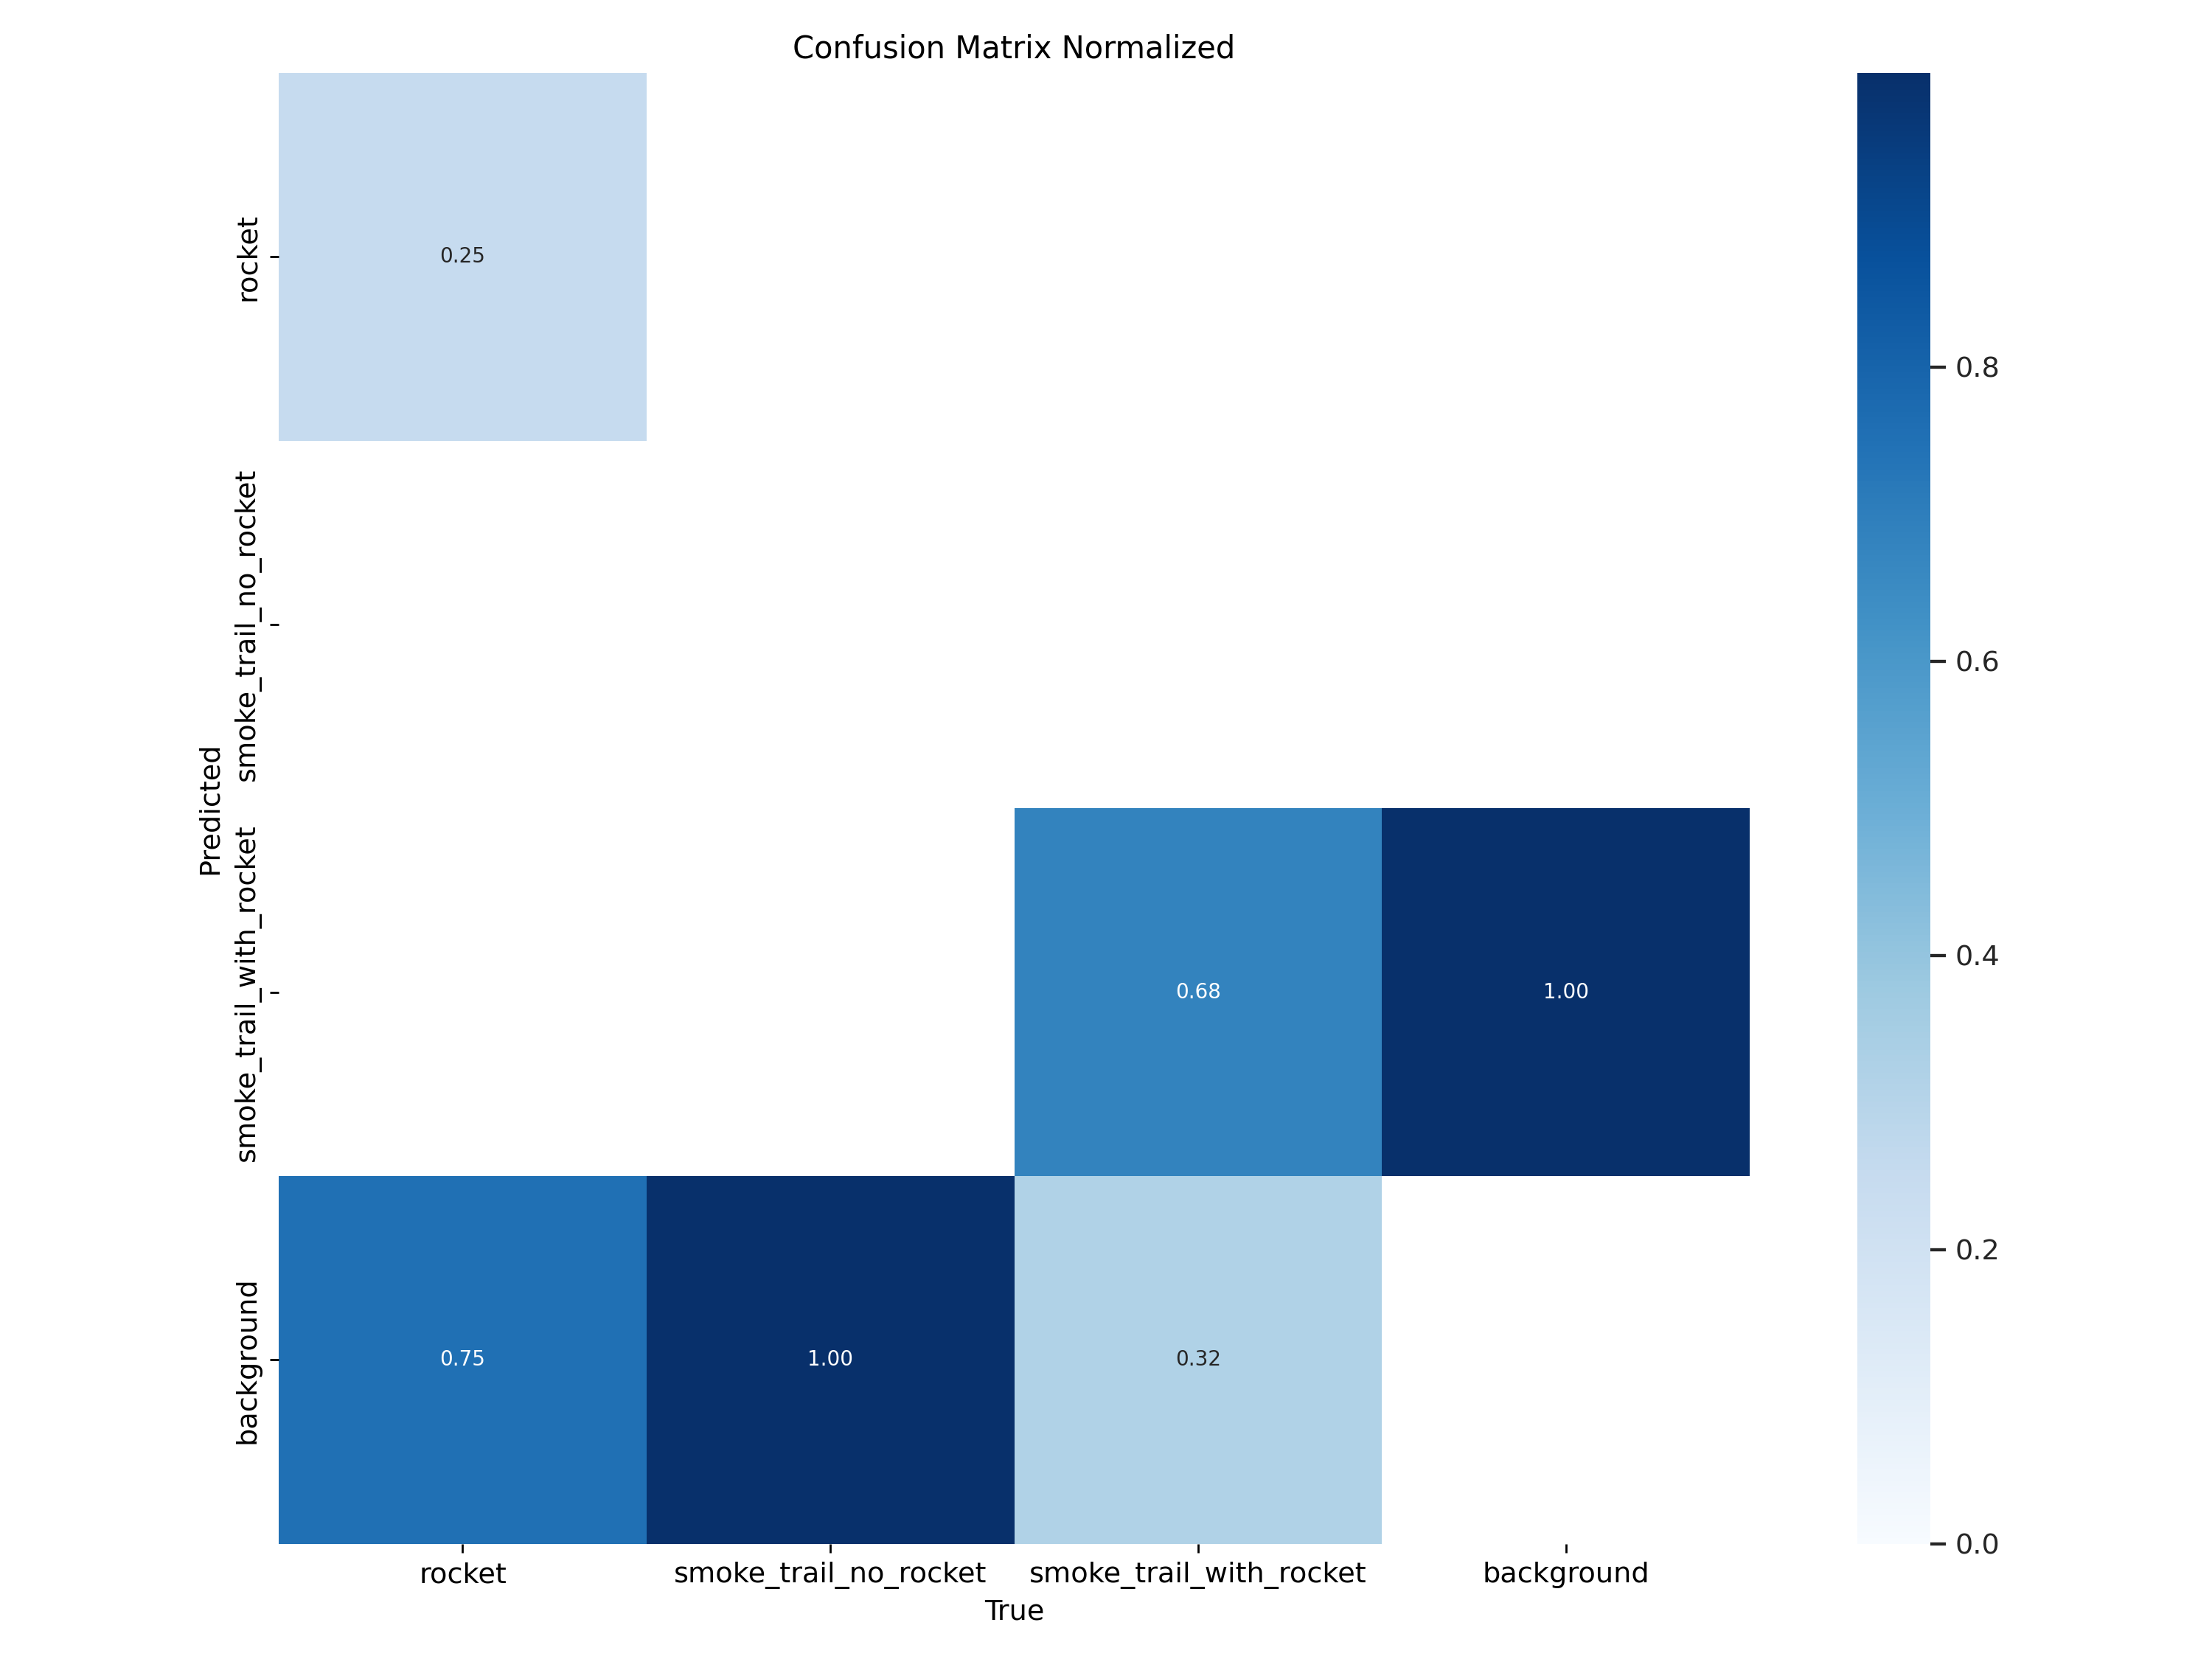 Confusion Matrix Normalized
rocket
0.25
smoke_trail_no_rocket
Predicted
smoke_trail_with_rocket
0.68
1.00
background
0.75
1.00
0.32
rocket
smoke_trail_no_rocket
smoke_trail_with_rocket
background
True
0.8
0.6
0.4
0.2
0.0